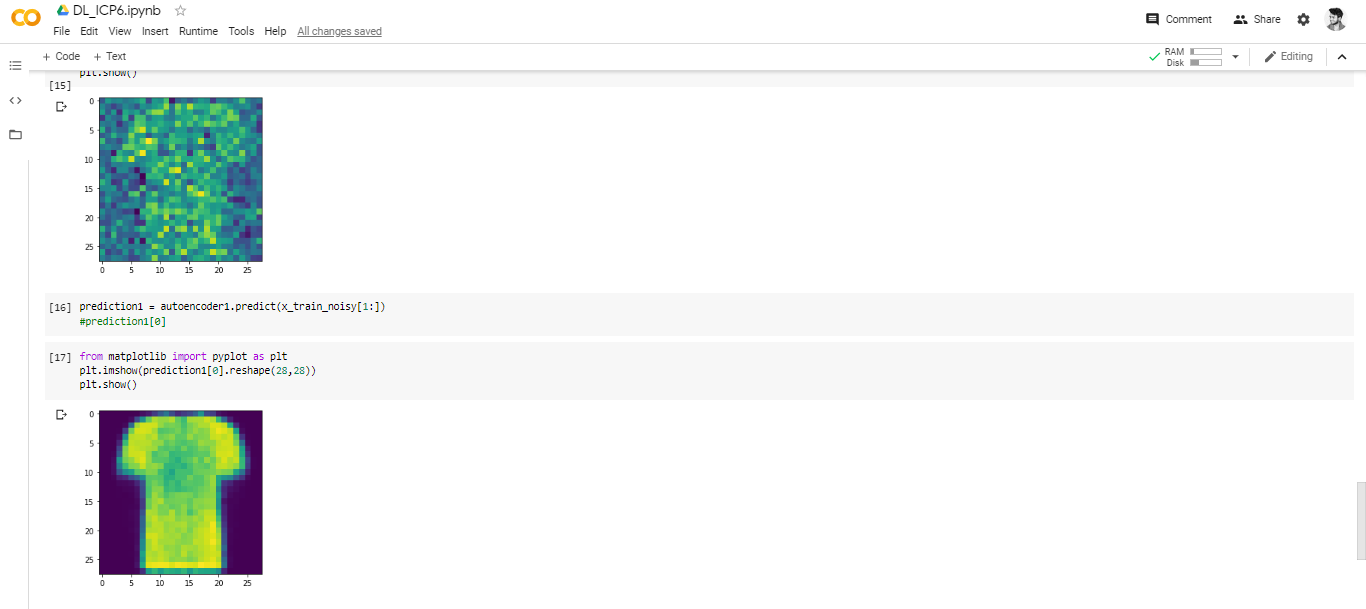 DL_ICP6.ipynb
File Edit View Insert Runtime Tools Help All changes saved
Comment Share
+ Code + Text
RAM
Disk
Editing
plt.show()
[15]
0
5
10
15
20
25
0 5 10 15 20 25
[16] prediction1 = autoencoder1.predict(x_train_noisy[1:])
#prediction1[0]
[17] from matplotlib import pyplot as plt
plt.imshow(prediction1[0].reshape(28,28))
plt.show()
0
5
10
15
20
25
0 5 10 15 20 25